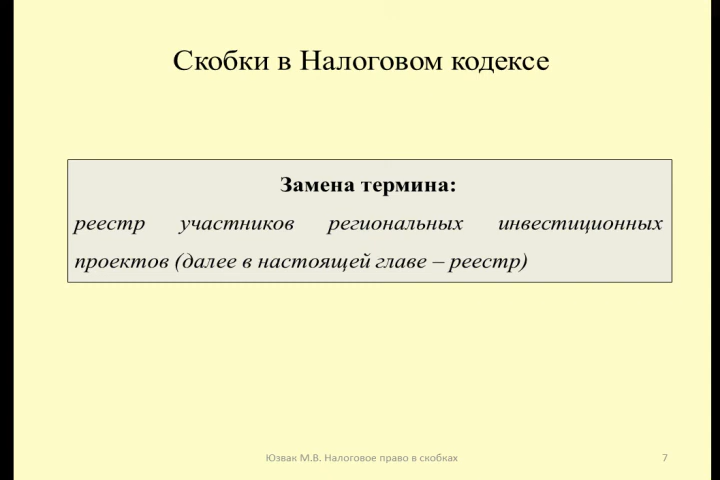 Скобки в Налоговом кодексе
Замена термина:
реестр участников региональных инвестиционных
проектов (далее в настоящей главе – реестр)
Юзвак М.В. Налоговое право в скобках
7